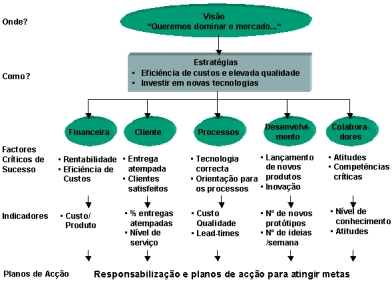 Onde?
Visão
"Queremos dominar o mercado..."
Como?
Estratégias
• Eficiência de custos e elevada qualidade
• Investir em novas tecnologias
Financeira
Cliente
Processos
Desenvolvi-
mento
Colabora-
dores
Factores
Críticos de
Sucesso
• Rentabilidade
• Eficiência de
Custos
• Entrega
atempada
• Clientes
satisfeitos
• Tecnologia
correcta
• Orientação para
os processos
• Lançamento
de novos
produtos
• Inovação
• Atitudes
• Competências
críticas
Indicadores
• Custo/
Produto
• % entregas
atempadas
• Nível de
serviço
• Custo
Qualidade
• Lead-times
• Nº de novos
protótipos
• Nº de ideias
/semana
• Nível de
conhecimento
• Atitudes
Planos de Acção
Responsabilização e planos de acção para atingir metas